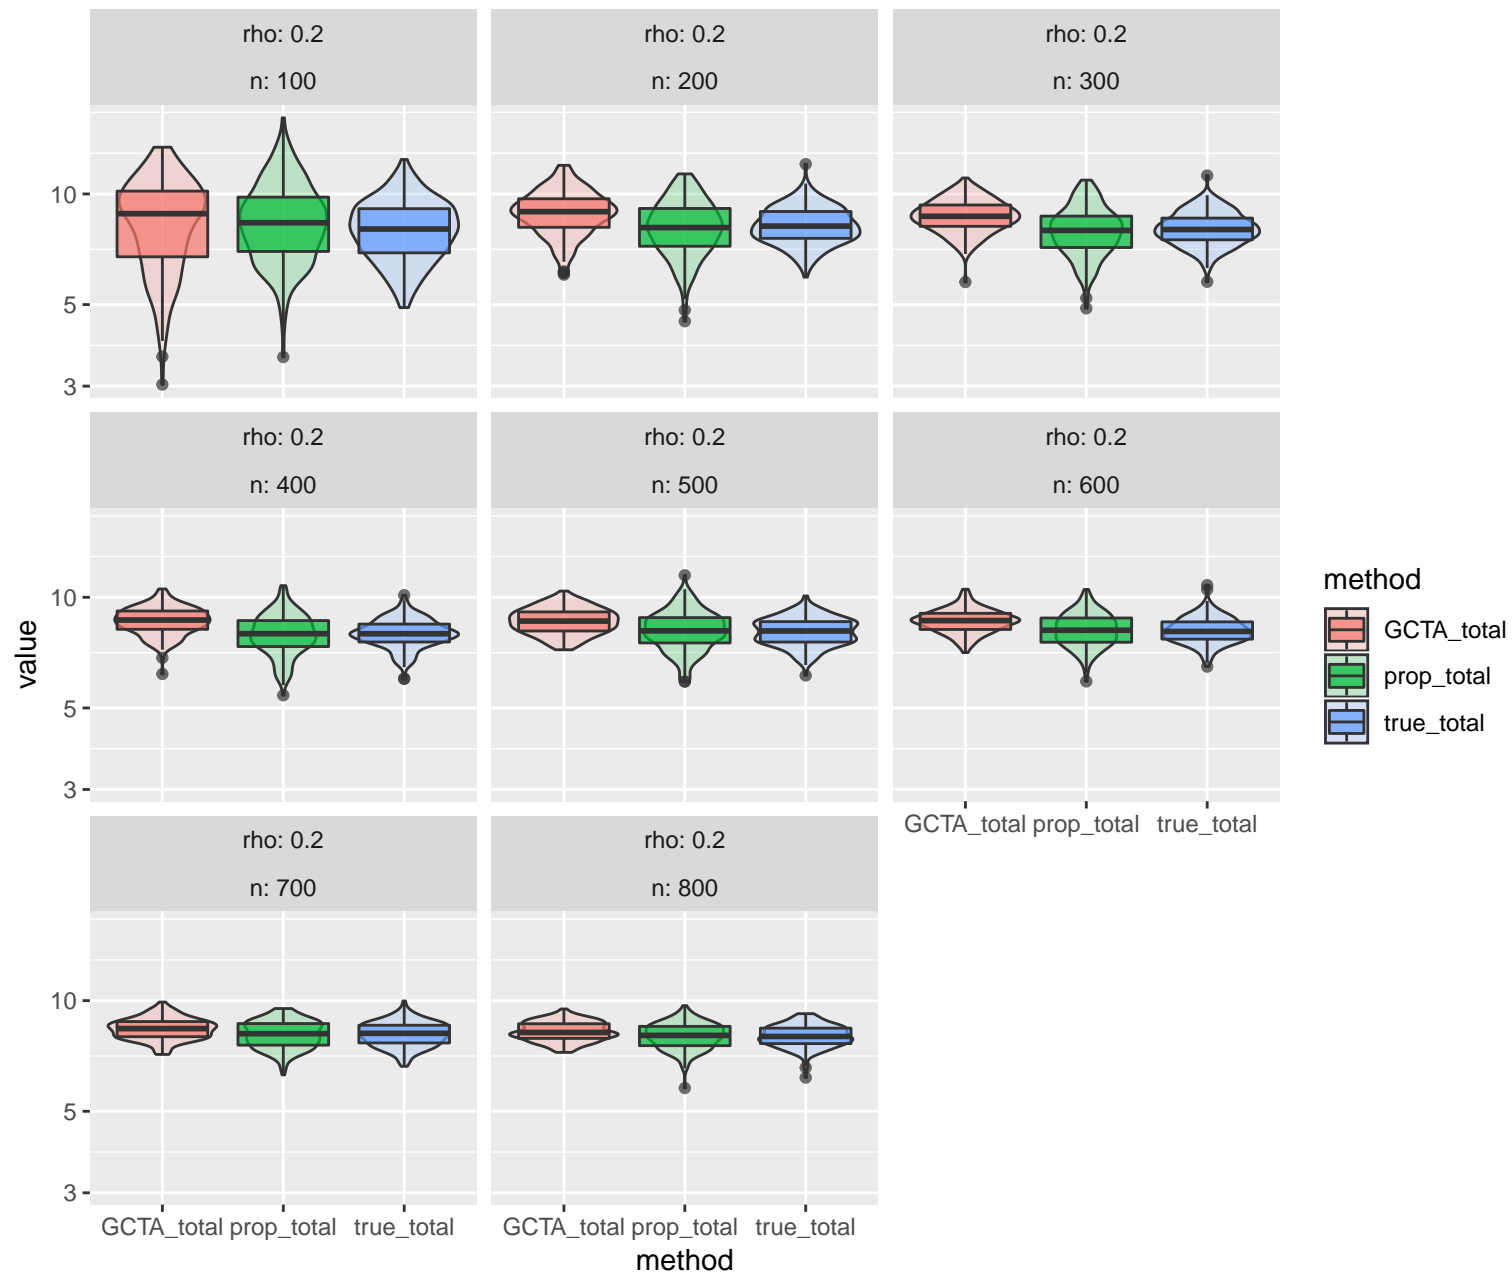 rho: 0.2
n: 100
rho: 0.2
n: 200
rho: 0.2
n: 300
10
5
3
rho: 0.2
n: 400
rho: 0.2
n: 500
rho: 0.2
n: 600
10
5
3
GCTA_total prop_total true_total
rho: 0.2
n: 700
rho: 0.2
n: 800
10
5
3
GCTA_total prop_total true_total
GCTA_total prop_total true_total
method
value
method
GCTA_total
prop_total
true_total